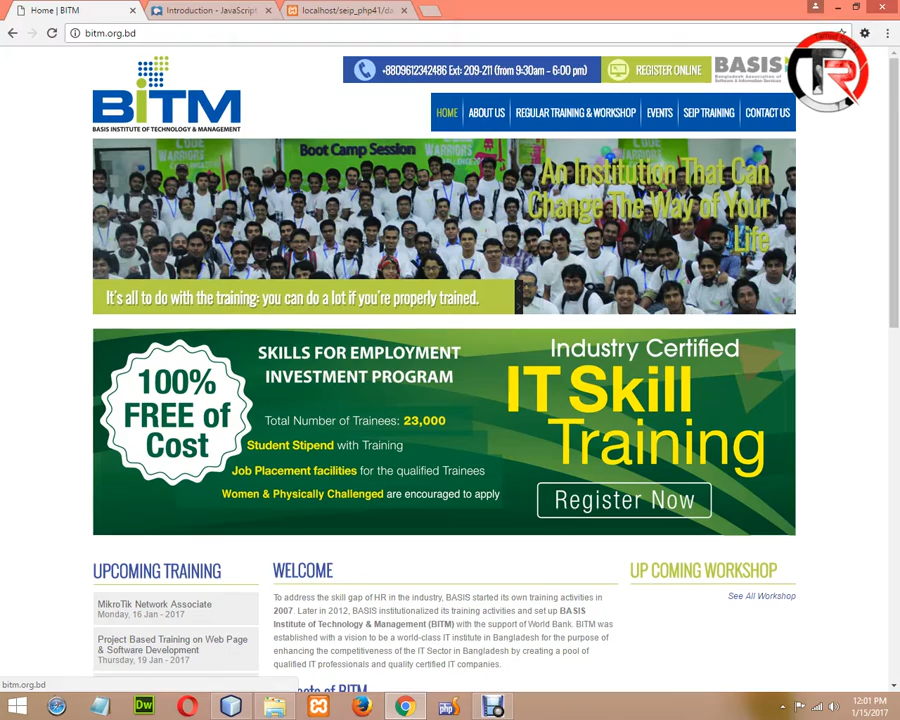 Home | BITM
Introduction - JavaScript
localhost/seip_php41/da
bitm.org.bd
+8809612342486 Ext: 209-211 (from 9:30am - 6:00 pm)
REGISTER ONLINE
BASIS
BITM
BASIS INSTITUTE OF TECHNOLOGY & MANAGEMENT
HOME
ABOUT US
REGULAR TRAINING & WORKSHOP
EVENTS
SEIP TRAINING
CONTACT US
Boot Camp Session
An Institution That Can
Change The Way of Your
Life
It's all to do with the training: you can do a lot if you're properly trained.
100%
FREE of
Cost
SKILLS FOR EMPLOYMENT
INVESTMENT PROGRAM
Total Number of Trainees: 23,000
Student Stipend with Training
Job Placement facilities for the qualified Trainees
Women & Physically Challenged are encouraged to apply
Industry Certified
IT Skill
Training
Register Now
UPCOMING TRAINING
MikroTik Network Associate
Monday, 16 Jan - 2017
Project Based Training on Web Page
& Software Development
Thursday, 19 Jan - 2017
WELCOME
To address the skill gap of HR in the industry, BASIS started its own training activities in
2007. Later in 2012, BASIS institutionalized its training activities and set up BASIS
Institute of Technology & Management (BITM) with the support of World Bank. BITM was
established with a vision to be a world-class IT institute in Bangladesh for the purpose of
enhancing the competitiveness of the IT Sector in Bangladesh by creating a pool of
qualified IT professionals and quality certified IT companies.
of BITM
UP COMING WORKSHOP
See All Workshop
bitm.org.bd
Dw
12:01 PM
1/15/2017